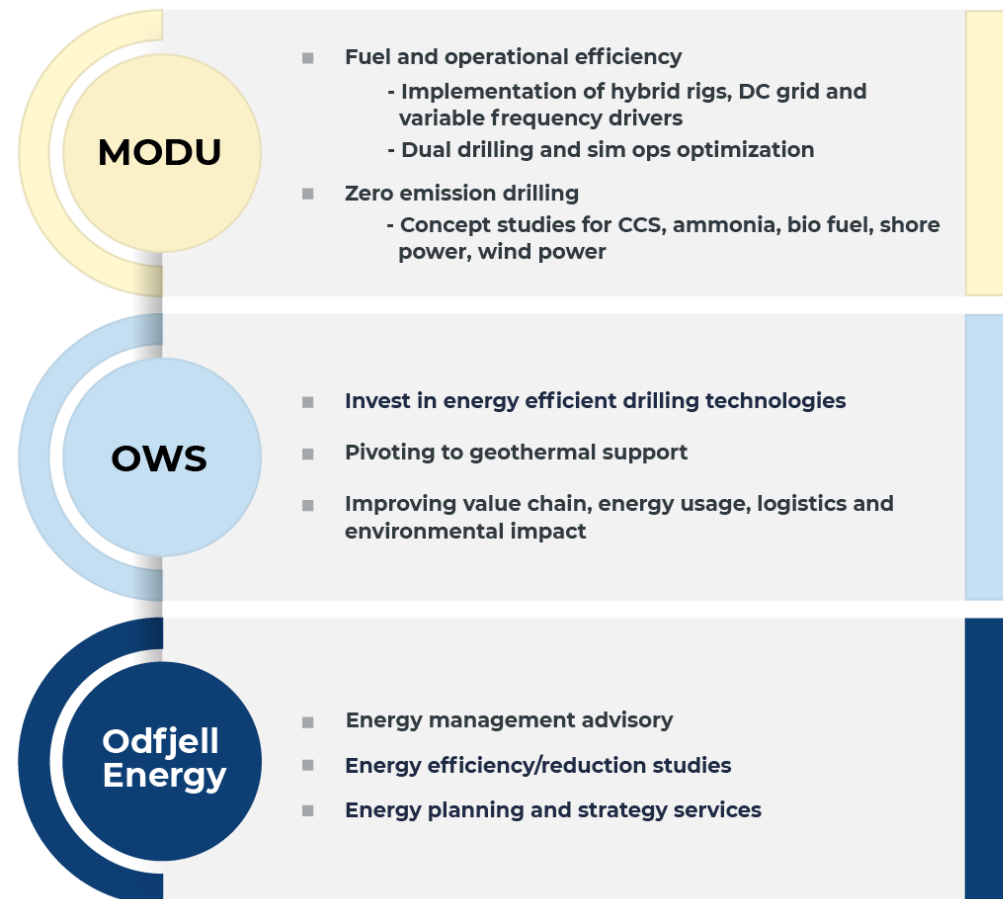 MODU
Fuel and operational efficiency
- Implementation of hybrid rigs, DC grid and
variable frequency drivers
- Dual drilling and sim ops optimization
Zero emission drilling
- Concept studies for CCS, ammonia, bio fuel, shore
power, wind power
OWS
Invest in energy efficient drilling technologies
Pivoting to geothermal support
Improving value chain, energy usage, logistics and
environmental impact
Odfjell
Energy
Energy management advisory
Energy efficiency/reduction studies
Energy planning and strategy services